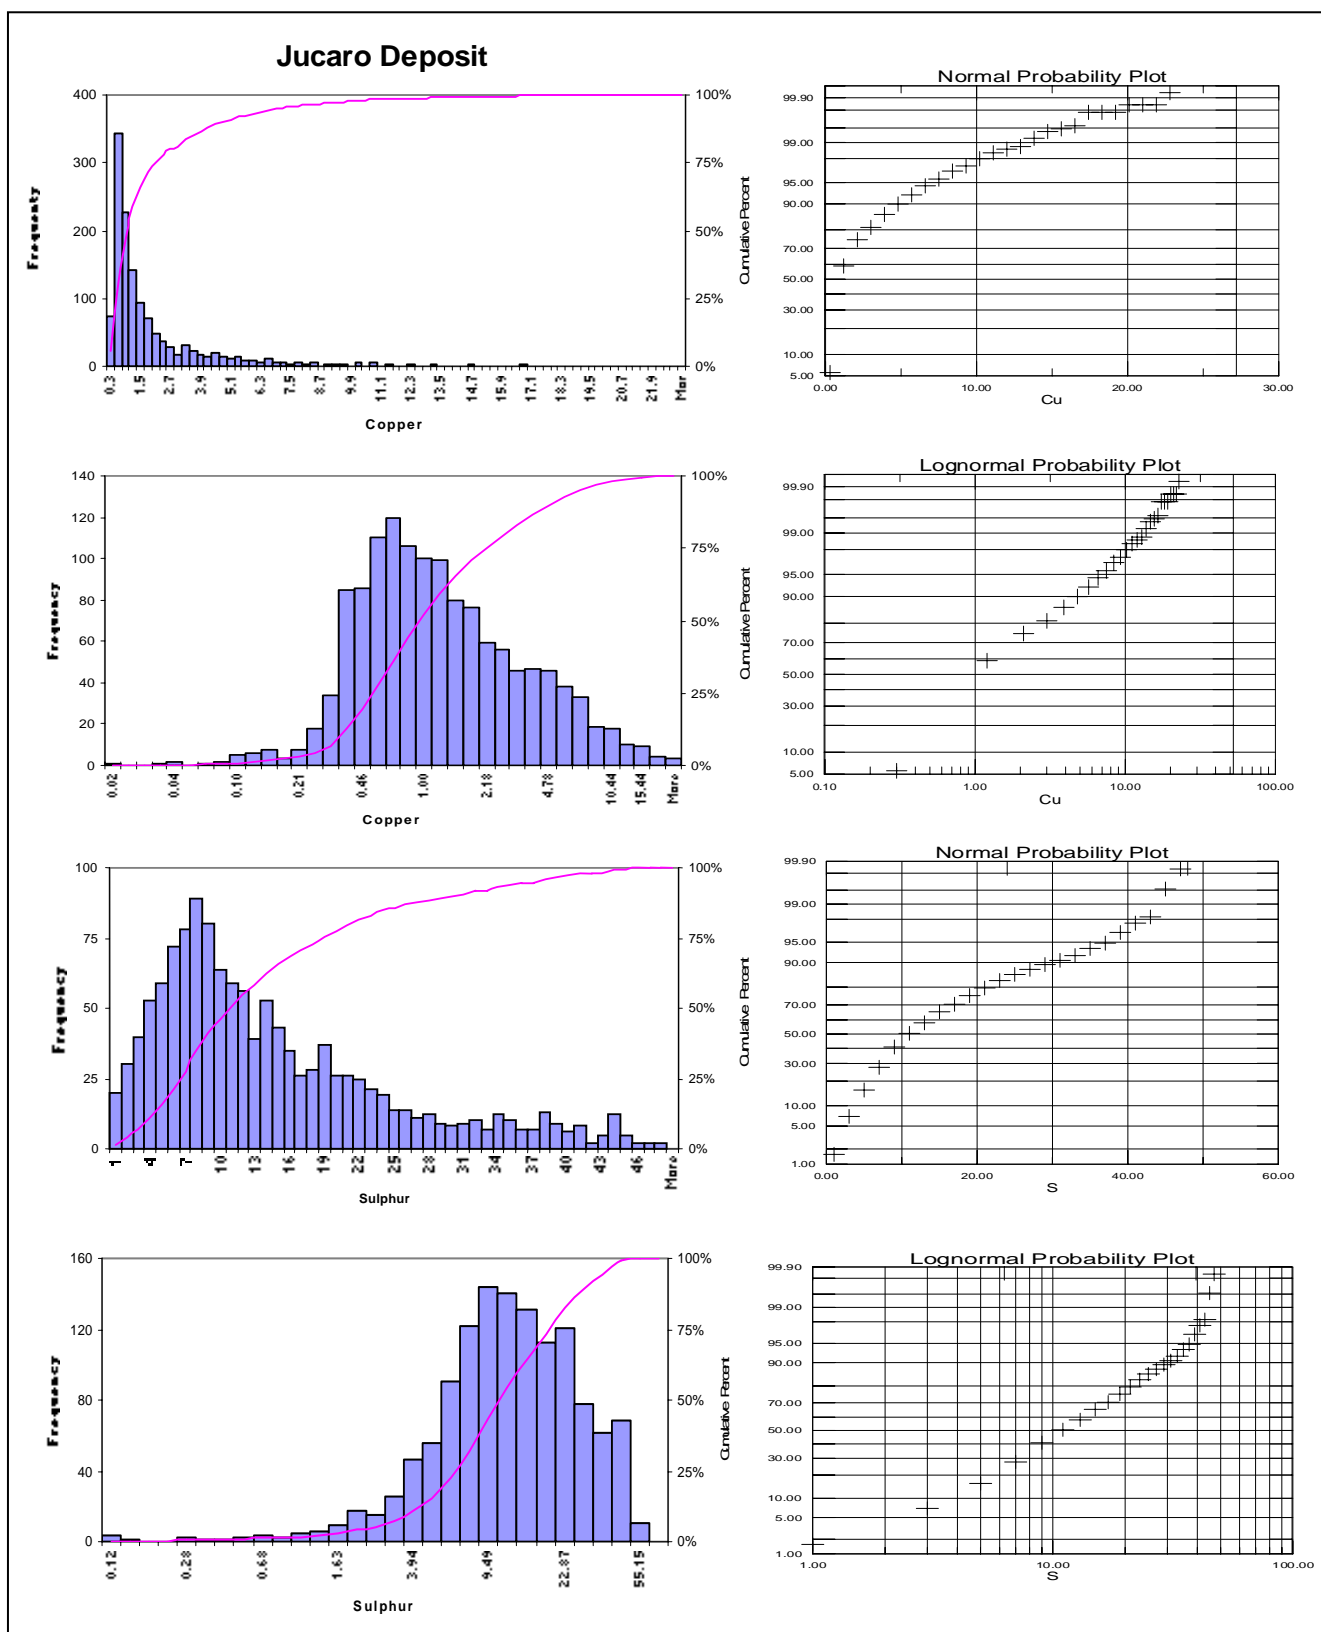 Jucaro Deposit
400
300
200
100
0
Frequency
100%
75%
50%
25%
0%
0.3 1.5 2.7 3.9 5.1 6.3 7.5 8.7 9.9 11.1 12.3 13.5 14.7 15.9 17.1 18.3 19.5 20.7 21.9
Copper
Normal Probability Plot
99.90
99.00
95.00
90.00
70.00
50.00
30.00
10.00
5.00
Cumulative Percent
0.00 10.00 20.00 30.00
Cu
140
120
100
80
60
40
20
0
Frequency
100%
75%
50%
25%
0%
0.02 0.04 0.10 0.21 0.46 1.00 2.18 4.78 10.44 15.44 More
Copper
Lognormal Probability Plot
99.90
99.00
95.00
90.00
70.00
50.00
30.00
10.00
5.00
Cumulative Percent
0.10 1.00 10.00 100.00
Cu
100
75
50
25
0
Frequency
100%
75%
50%
25%
0%
1 4 7 10 13 16 19 22 25 28 31 34 37 40 43 46 More
Sulphur
Normal Probability Plot
99.90
99.00
95.00
90.00
70.00
50.00
30.00
10.00
5.00
1.00
Cumulative Percent
0.00 20.00 40.00 60.00
S
160
120
80
40
0
Frequency
100%
75%
50%
25%
0%
0.12 0.28 0.68 1.63 3.94 9.49 22.87 55.15
Sulphur
Lognormal Probability Plot
99.90
99.00
95.00
90.00
70.00
50.00
30.00
10.00
5.00
1.00
Cumulative Percent
1.00 10.00 100.00
S